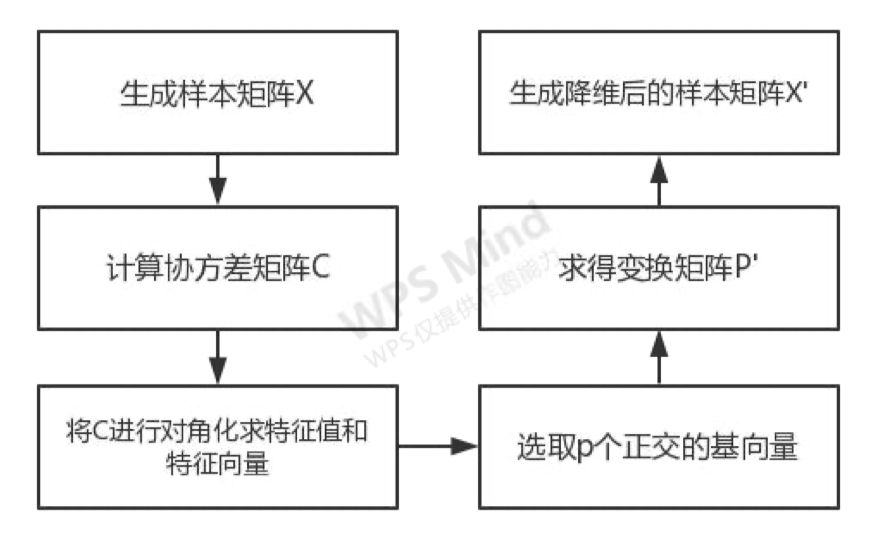 生成样本矩阵X
计算协方差矩阵C
将C进行对角化求特征值和
特征向量
选取p个正交的基向量
求得变换矩阵P'
生成降维后的样本矩阵X'
WPS Mind
WPS仅提供作图能力